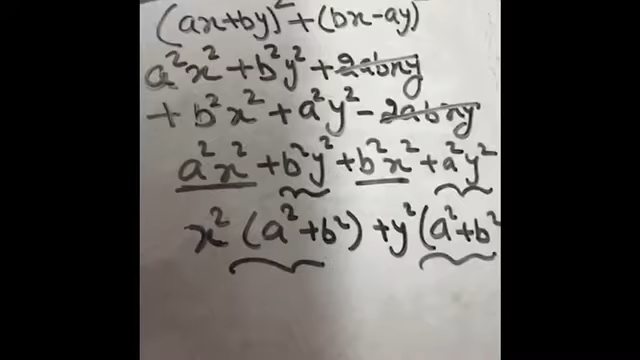 (ax+by)² + (bx-ay)
a²x² + b²y² + 2abxy
+ b²x² + a²y² - 2abxy
a²x² + b²y² + b²x² + a²y²
x² (a²+b²) + y² (a²+b²